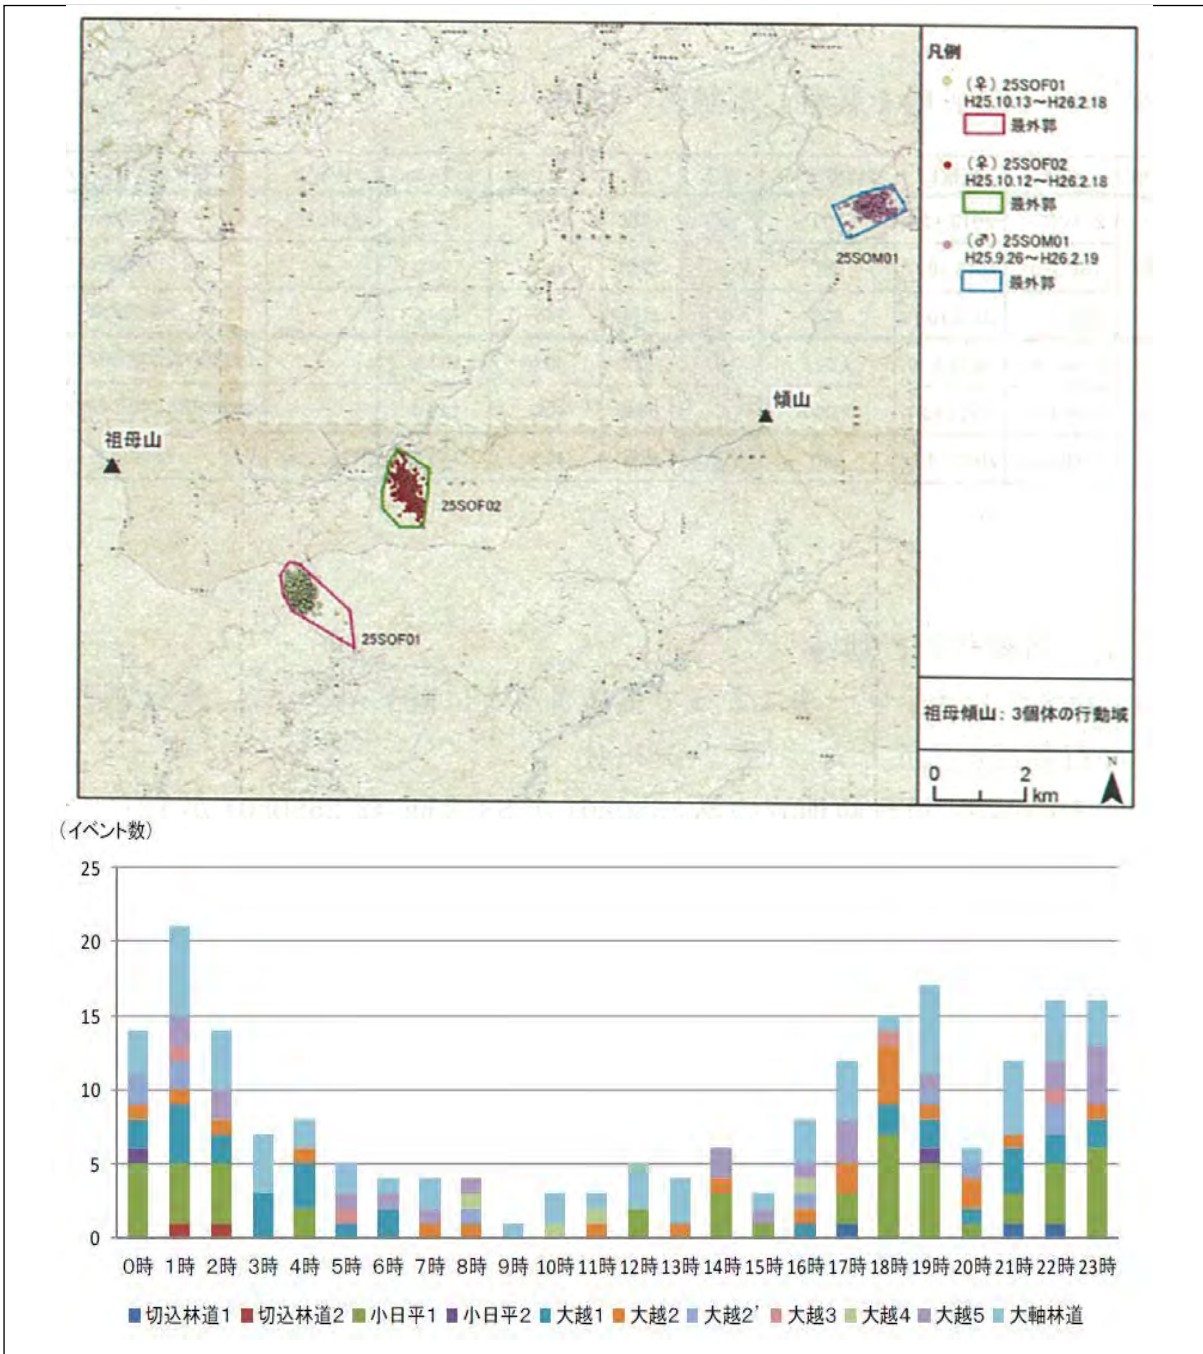 凡例
(♀) 25SOF01
H25.10.13～H26.2.18
最外郭
(♀) 25SOF02
H25.10.12～H26.2.18
最外郭
(♂) 25SOM01
H25.9.26～H26.2.19
最外郭
25SOM01
傾山
祖母山
25SOF02
25SOF01
祖母傾山：3個体の行動域
N
0 2
km
（イベント数）
25
20
15
10
5
0
0時 1時 2時 3時 4時 5時 6時 7時 8時 9時 10時 11時 12時 13時 14時 15時 16時 17時 18時 19時 20時 21時 22時 23時
切込林道1 切込林道2 小日平1 小日平2 大越1 大越2 大越2’ 大越3 大越4 大越5 大軸林道